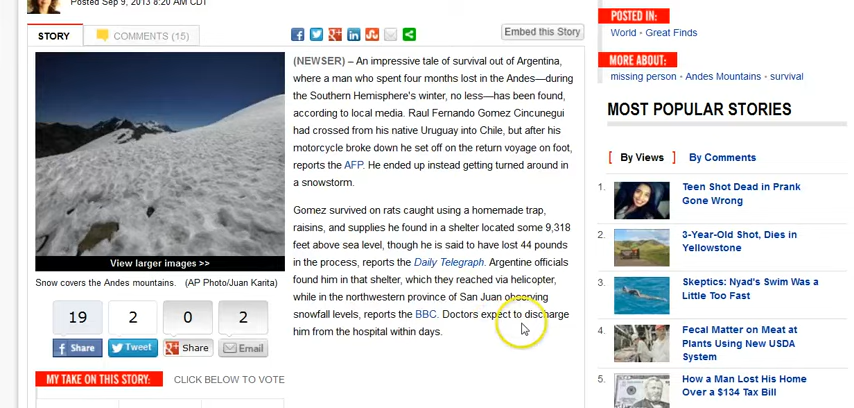 Posted Sep 9, 2013 8:20 AM CDT
STORY
COMMENTS (15)
Embed this Story
(NEWSER) – An impressive tale of survival out of Argentina,
where a man who spent four months lost in the Andes—during
the Southern Hemisphere's winter, no less—has been found,
according to local media. Raul Fernando Gomez Cincunegui
had crossed from his native Uruguay into Chile, but after his
motorcycle broke down he set off on the return voyage on foot,
reports the AFP. He ended up instead getting turned around in
a snowstorm.
Gomez survived on rats caught using a homemade trap,
raisins, and supplies he found in a shelter located some 9,318
feet above sea level, though he is said to have lost 44 pounds
in the process, reports the Daily Telegraph. Argentine officials
found him in that shelter, which they reached via helicopter,
while in the northwestern province of San Juan observing
snowfall levels, reports the BBC. Doctors expect to discharge
him from the hospital within days.
View larger images >>
Snow covers the Andes mountains. (AP Photo/Juan Karita)
19 2 0 2
Share Tweet Share Email
MY TAKE ON THIS STORY: CLICK BELOW TO VOTE
POSTED IN:
World • Great Finds
MORE ABOUT:
missing person • Andes Mountains • survival
MOST POPULAR STORIES
[ By Views ] By Comments
1. Teen Shot Dead in Prank
Gone Wrong
2. 3-Year-Old Shot, Dies in
Yellowstone
3. Skeptics: Nyad's Swim Was a
Little Too Fast
4. Fecal Matter on Meat at
Plants Using New USDA
System
5. How a Man Lost His Home
Over a $134 Tax Bill